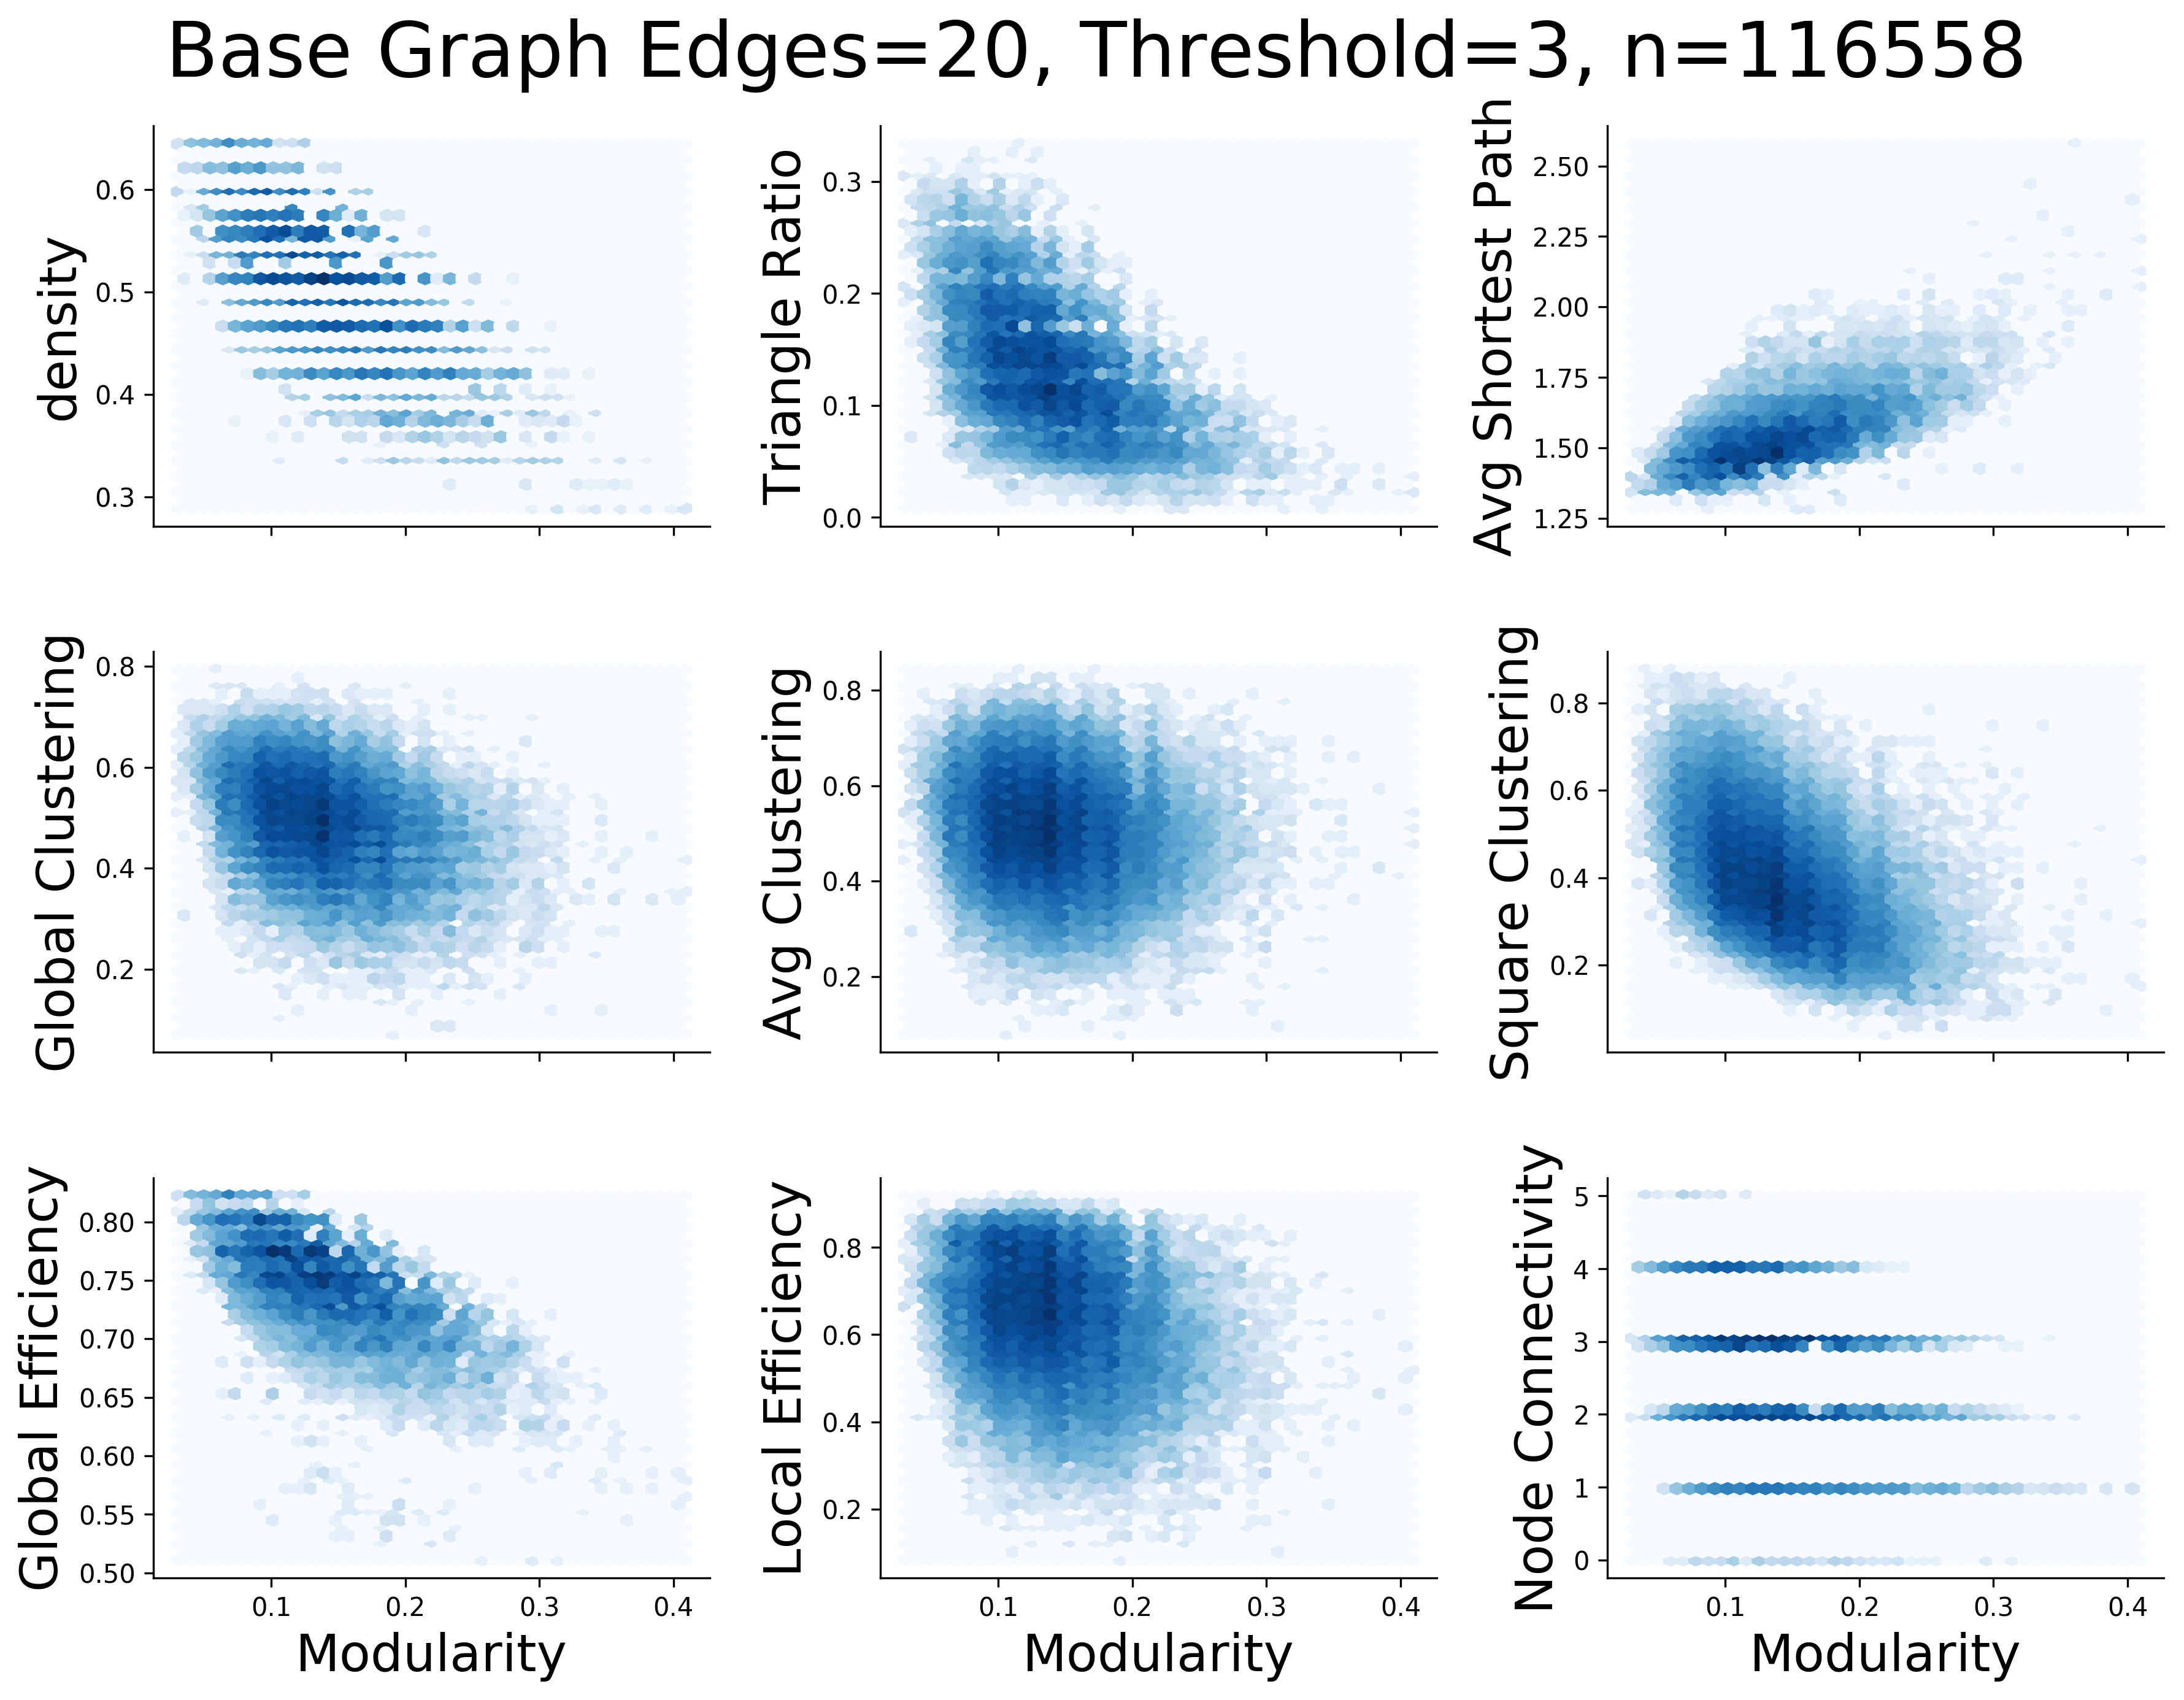 Base Graph Edges=20, Threshold=3, n=116558
density
0.6
0.5
0.4
0.3
Triangle Ratio
0.3
0.2
0.1
0.0
Avg Shortest Path
2.50
2.25
2.00
1.75
1.50
1.25
Global Clustering
0.8
0.6
0.4
0.2
Avg Clustering
0.8
0.6
0.4
0.2
Square Clustering
0.8
0.6
0.4
0.2
Global Efficiency
0.80
0.75
0.70
0.65
0.60
0.55
0.50
0.1 0.2 0.3 0.4
Modularity
Local Efficiency
0.8
0.6
0.4
0.2
0.1 0.2 0.3 0.4
Modularity
Node Connectivity
5
4
3
2
1
0
0.1 0.2 0.3 0.4
Modularity